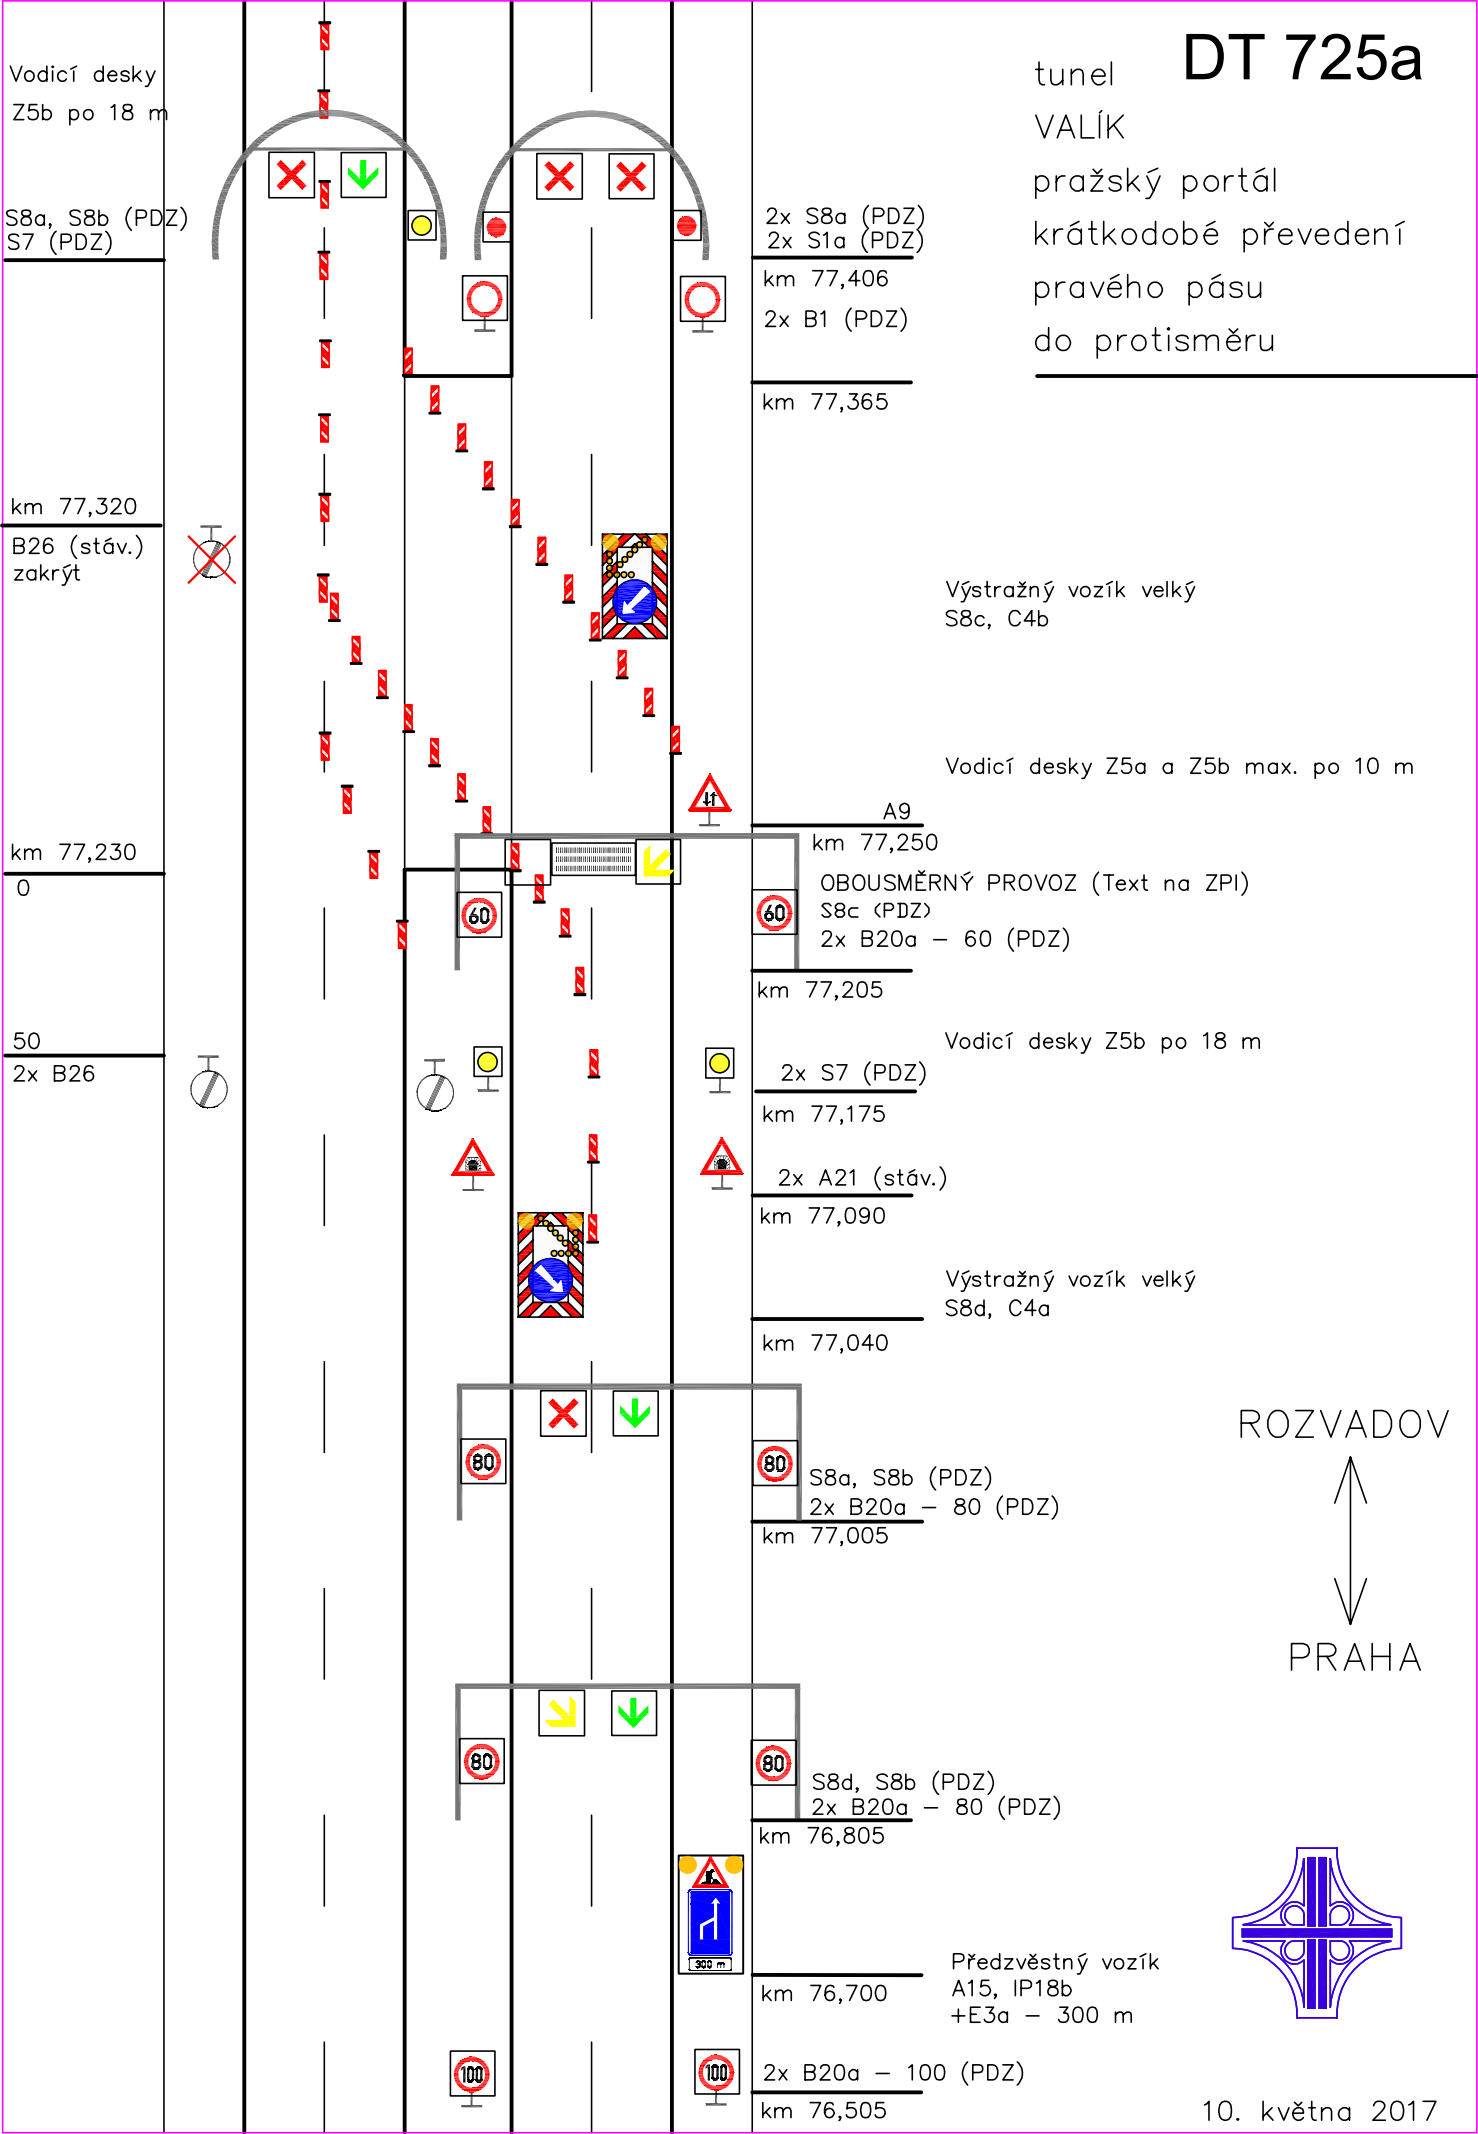 DT 725a
tunel
VALÍK
pražský portál
krátkodobé převedení
pravého pásu
do protisměru
Vodicí desky
Z5b po 18 m
S8a, S8b (PDZ)
S7 (PDZ)
2x S8a (PDZ)
2x S1a (PDZ)
km 77,406
2x B1 (PDZ)
km 77,365
km 77,320
B26 (stáv.)
zakrýt
Výstražný vozík velký
S8c, C4b
Vodicí desky Z5a a Z5b max. po 10 m
A9
km 77,250
km 77,230
0
OBOUSMĚRNÝ PROVOZ (Text na ZPI)
S8c (PDZ)
2x B20a – 60 (PDZ)
60
60
km 77,205
50
2x B26
Vodicí desky Z5b po 18 m
2x S7 (PDZ)
km 77,175
2x A21 (stáv.)
km 77,090
Výstražný vozík velký
S8d, C4a
km 77,040
80
80
S8a, S8b (PDZ)
2x B20a – 80 (PDZ)
km 77,005
ROZVADOV
PRAHA
80
80
S8d, S8b (PDZ)
2x B20a – 80 (PDZ)
km 76,805
300 m
Předzvěstný vozík
A15, IP18b
+E3a – 300 m
km 76,700
100
100
2x B20a – 100 (PDZ)
km 76,505
10. května 2017